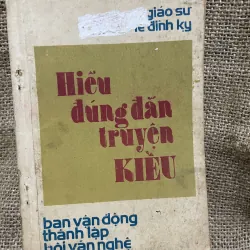 giáo sư
lê đình kỵ
Hiểu
đúng đắn
truyện
KIỀU
ban vận động
thành lập
hội văn nghệ